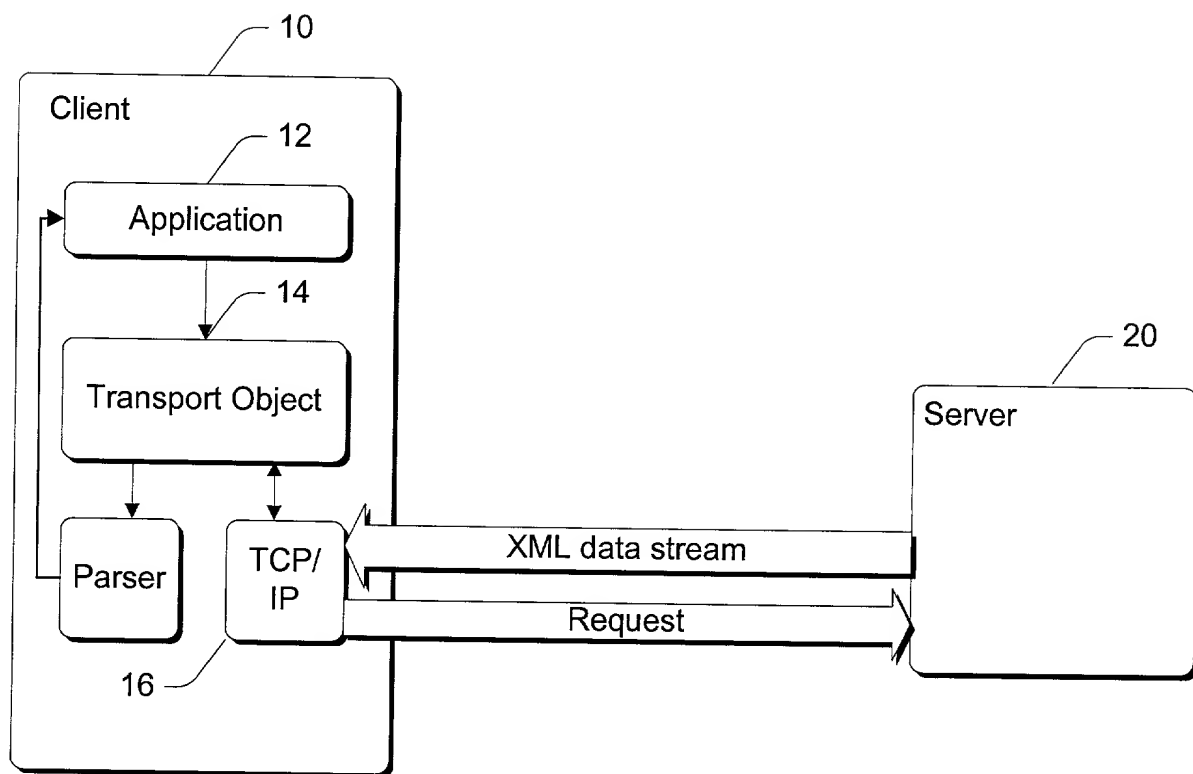 10
Client
12
Application
14
Transport Object
20
Server
XML data stream
Parser
TCP/
IP
Request
16